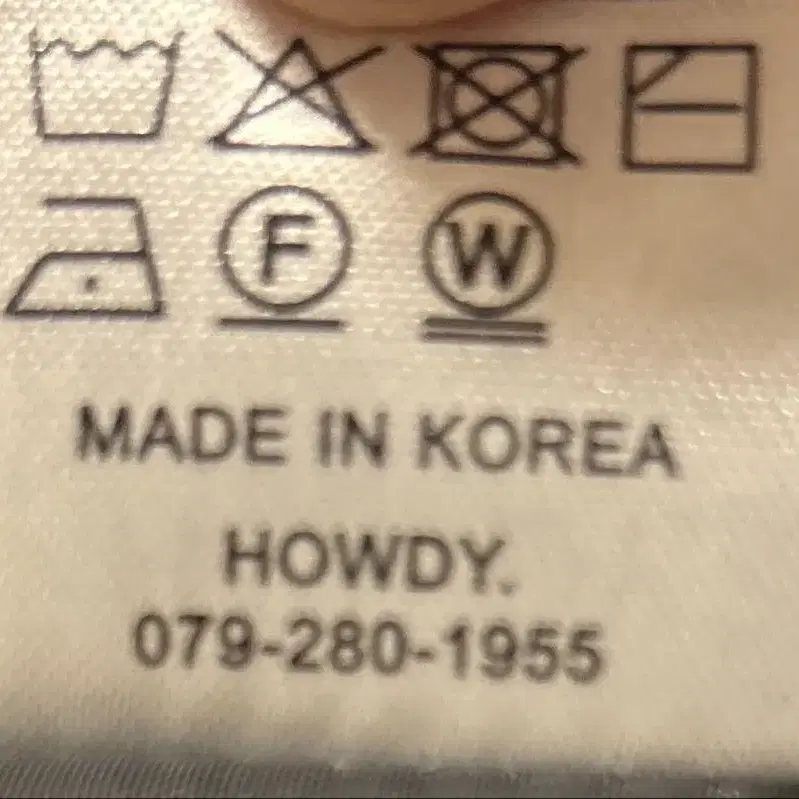 F W
MADE IN KOREA
HOWDY.
079-280-1955